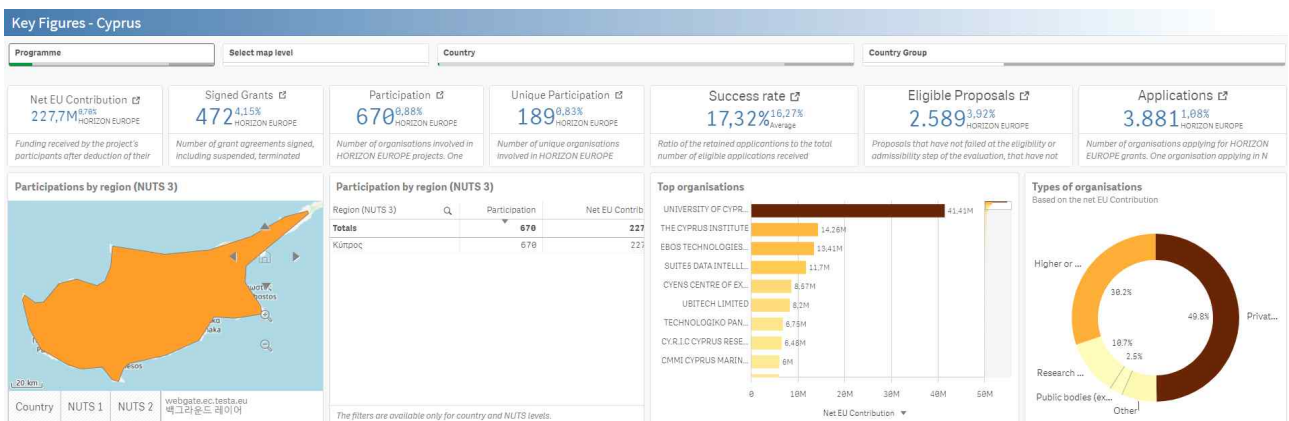 Key Figures - Cyprus
Programme
Select map level
Country
Country Group
Net EU Contribution
227,7M 0,70% HORIZON EUROPE
Funding received by the project's
participants after deduction of their
Signed Grants
472 4,15% HORIZON EUROPE
Number of grant agreements signed,
including suspended, terminated
Participation
670 0,88% HORIZON EUROPE
Number of organisations involved in
HORIZON EUROPE projects. One
Unique Participation
189 0,83% HORIZON EUROPE
Number of unique organisations
involved in HORIZON EUROPE
Success rate
17,32% 16,27% Average
Ratio of the retained applicantions to the total
number of eligible applications received
Eligible Proposals
2.589 3,92% HORIZON EUROPE
Proposals that have not failed at the eligibility or
admissibility step of the evaluation, that have not
Applications
3.881 1,08% HORIZON EUROPE
Number of organisations applying for HORIZON
EUROPE grants. One organisation applying in N
Participations by region (NUTS 3)
20 km
Country NUTS 1 NUTS 2
webgate.ec.testa.eu
백그라운드 레이어
Participation by region (NUTS 3)
Region (NUTS 3) Participation Net EU Contrib
Totals 670 227
Κύπρος 670 227
The filters are available only for country and NUTS levels.
Top organisations
UNIVERSITY OF CYPR... 41,41M
THE CYPRUS INSTITUTE 14,26M
EBOS TECHNOLOGIES... 13,41M
SUITE5 DATA INTELLI... 11,7M
CYENS CENTRE OF EX... 8,57M
UBITECH LIMITED 8,2M
TECHNOLOGIKO PAN... 6,75M
CY.R.I.C CYPRUS RESE... 6,48M
CMMI CYPRUS MARIN... 6M
0 10M 20M 30M 40M 50M
Net EU Contribution
Types of organisations
Based on the net EU Contribution
Higher or ...
30.2%
49.8%
Privat...
10.7%
2.5%
Research ...
Public bodies (ex...
Other